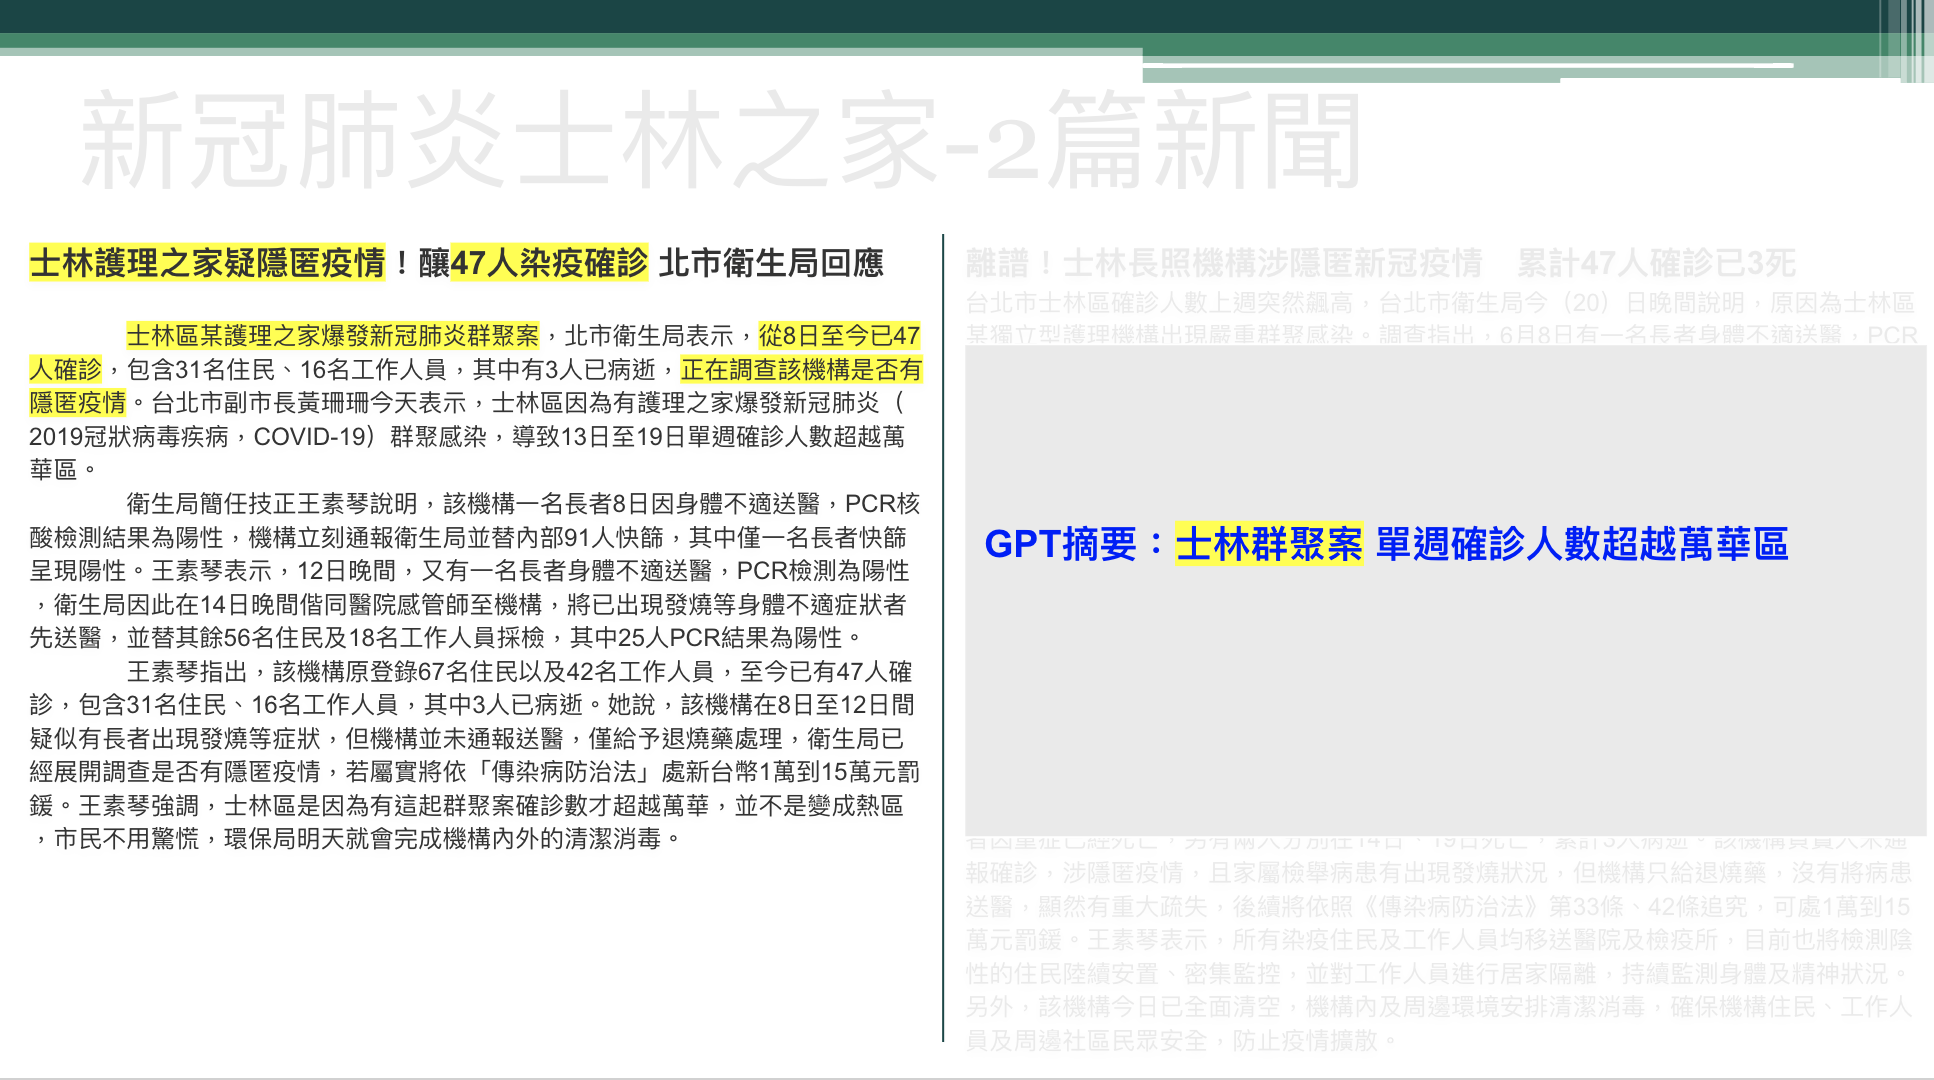 新冠肺炎士林之家-2篇新聞
士林護理之家疑隱匿疫情！釀47人染疫確診 北市衛生局回應
士林區某護理之家爆發新冠肺炎群聚案，北市衛生局表示，從8日至今已47
人確診，包含31名住民、16名工作人員，其中有3人已病逝，正在調查該機構是否有
隱匿疫情。台北市副市長黃珊珊今天表示，士林區因為有護理之家爆發新冠肺炎（
2019冠狀病毒疾病，COVID-19）群聚感染，導致13日至19日單週確診人數超越萬
華區。
衛生局簡任技正王素琴說明，該機構一名長者8日因身體不適送醫，PCR核
酸檢測結果為陽性，機構立刻通報衛生局並替內部91人快篩，其中僅一名長者快篩
呈現陽性。王素琴表示，12日晚間，又有一名長者身體不適送醫，PCR檢測為陽性
，衛生局因此在14日晚間偕同醫院感管師至機構，將已出現發燒等身體不適症狀者
先送醫，並替其餘56名住民及18名工作人員採檢，其中25人PCR結果為陽性。
王素琴指出，該機構原登錄67名住民以及42名工作人員，至今已有47人確
診，包含31名住民、16名工作人員，其中3人已病逝。她說，該機構在8日至12日間
疑似有長者出現發燒等症狀，但機構並未通報送醫，僅給予退燒藥處理，衛生局已
經展開調查是否有隱匿疫情，若屬實將依「傳染病防治法」處新台幣1萬到15萬元罰
鍰。王素琴強調，士林區是因為有這起群聚案確診數才超越萬華，並不是變成熱區
，市民不用驚慌，環保局明天就會完成機構內外的清潔消毒。
離譜！士林長照機構涉隱匿新冠疫情　累計47人確診已3死
台北市士林區確診人數上週突然飆高，台北市衛生局今（20）日晚間說明，原因為士林區
某獨立型護理機構出現嚴重群聚感染。調查指出，6月8日有一名長者身體不適送醫，PCR
GPT摘要：士林群聚案 單週確診人數超越萬華區
者因重症已經死亡，另有兩人分別在14日、19日死亡，累計3人病逝。該機構負責人未通
報確診，涉隱匿疫情，且家屬檢舉病患有出現發燒狀況，但機構只給退燒藥，沒有將病患
送醫，顯然有重大疏失，後續將依照《傳染病防治法》第33條、42條追究，可處1萬到15
萬元罰鍰。王素琴表示，所有染疫住民及工作人員均移送醫院及檢疫所，目前也將檢測陰
性的住民陸續安置、密集監控，並對工作人員進行居家隔離，持續監測身體及精神狀況。
另外，該機構今日已全面清空，機構內及周邊環境安排清潔消毒，確保機構住民、工作人
員及周邊社區民眾安全，防止疫情擴散。